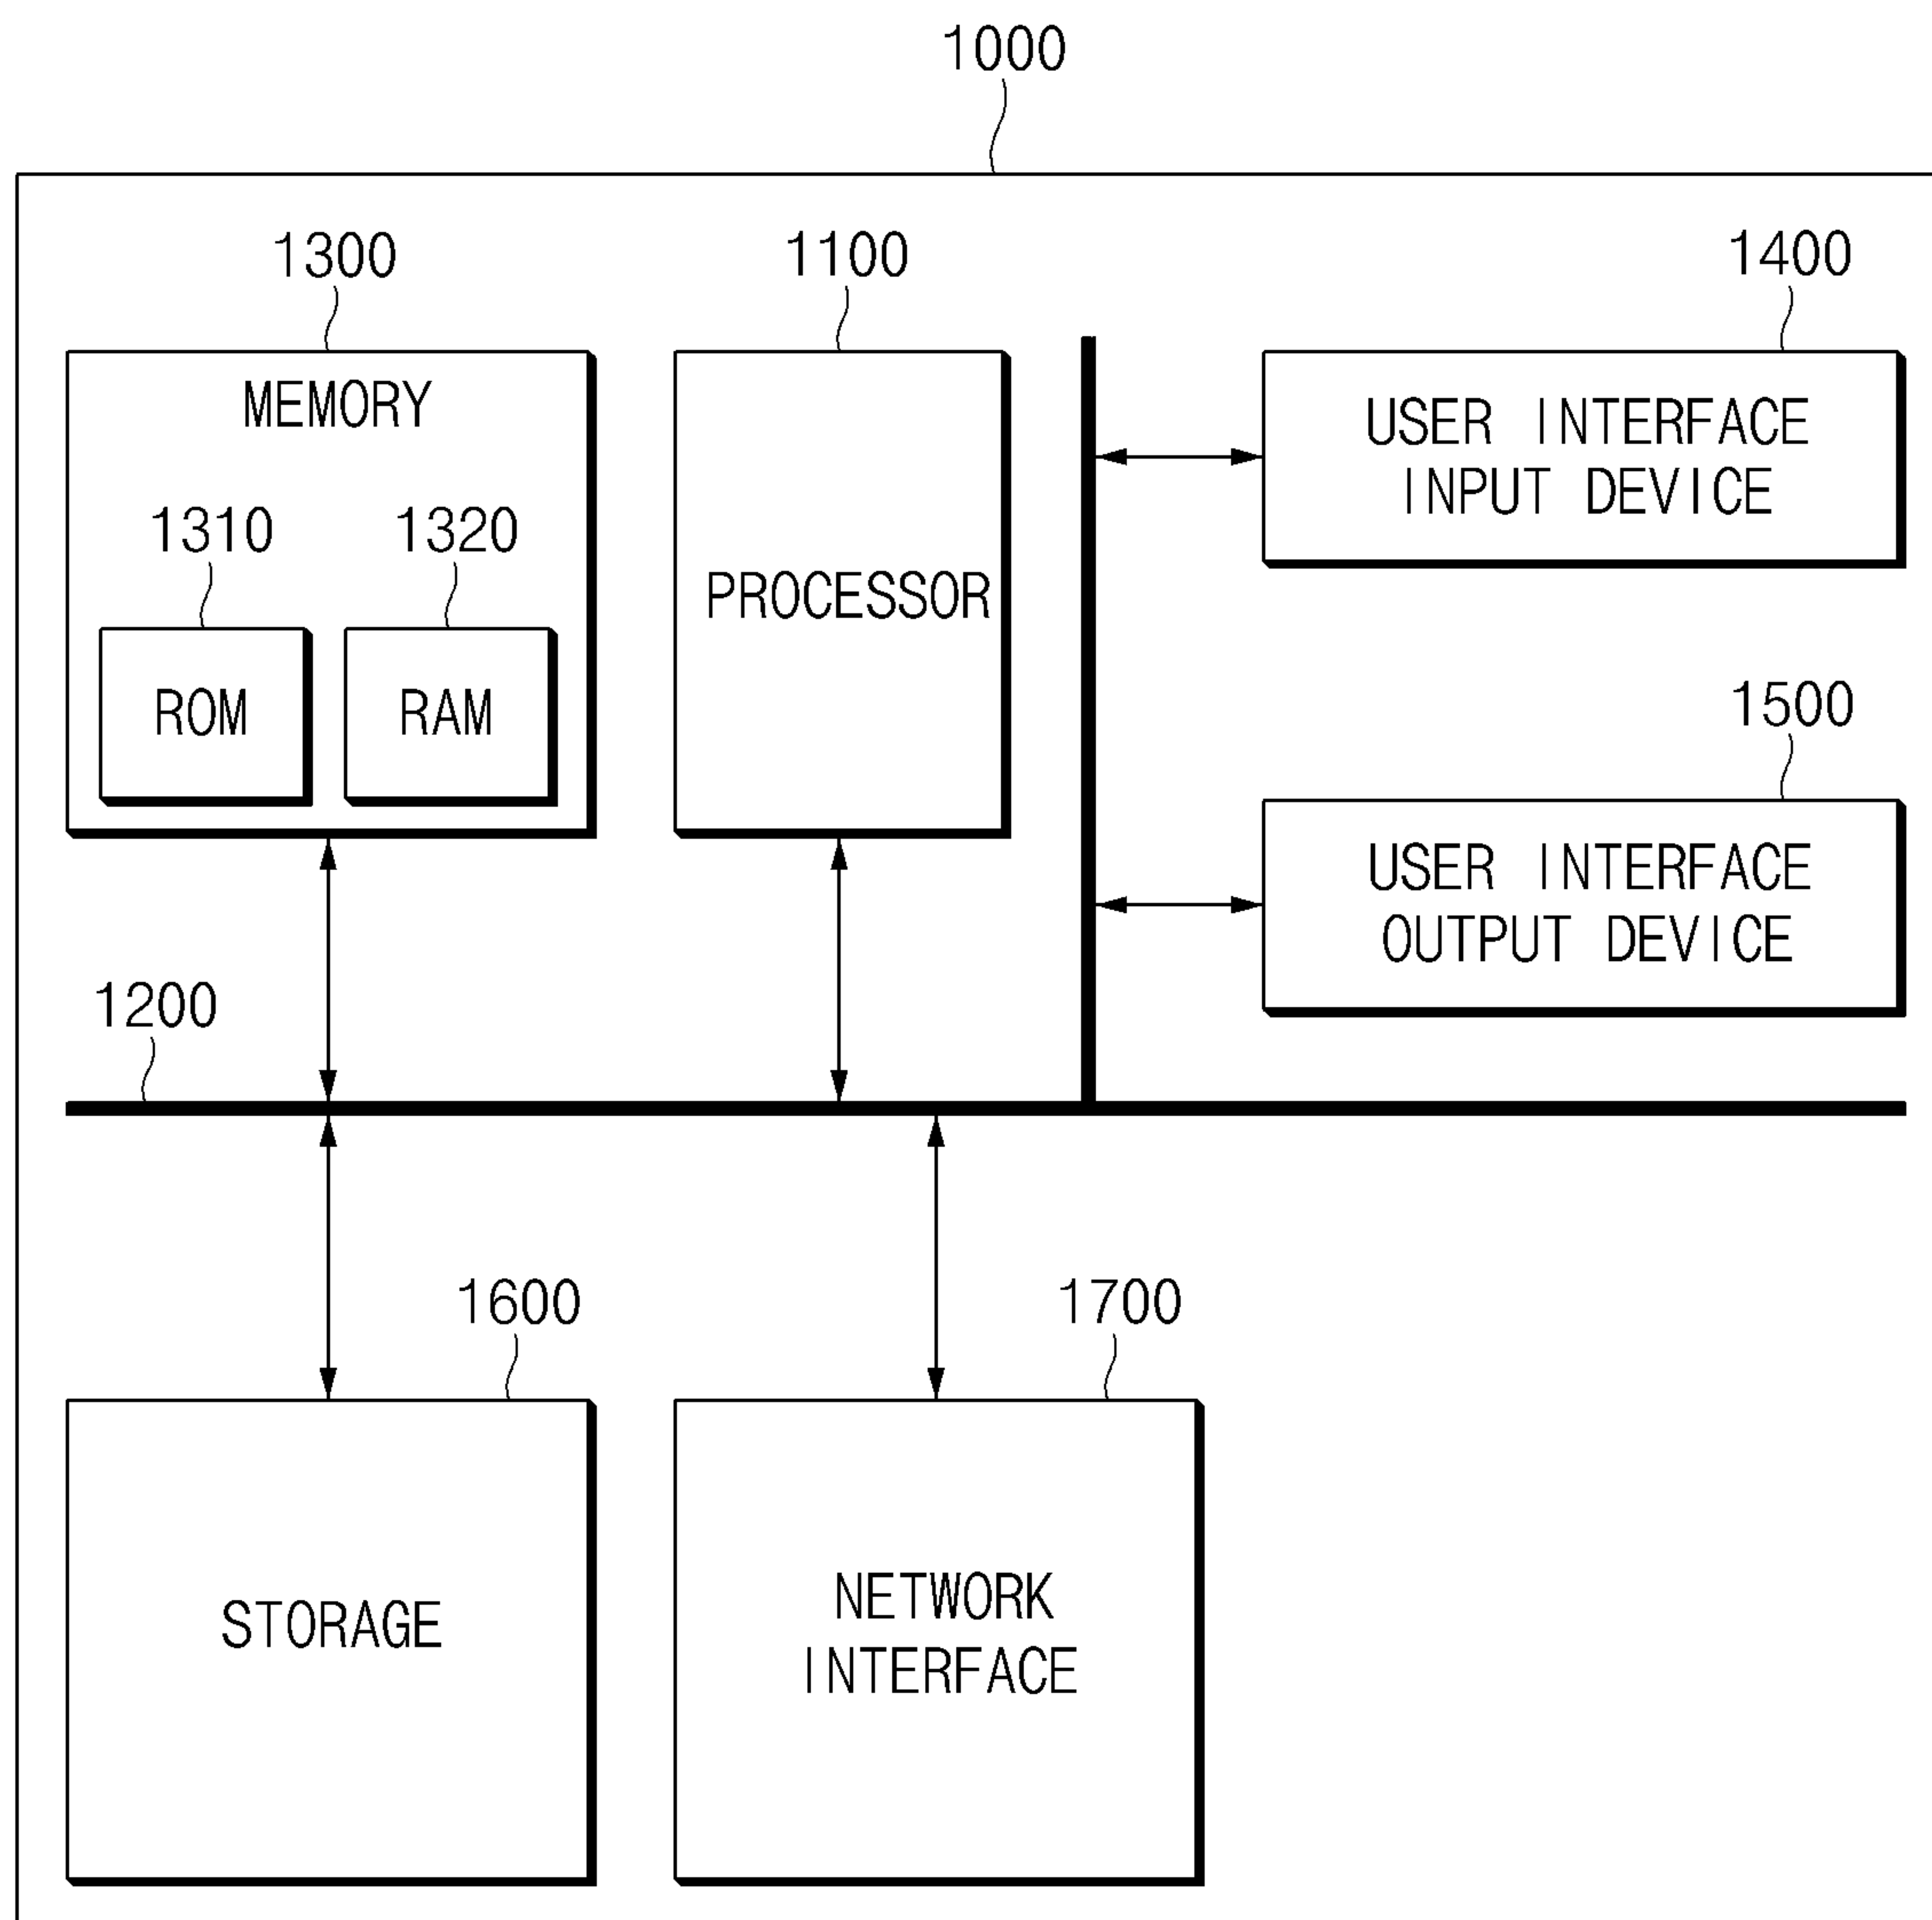 1000
1300
1100
1400
MEMORY
1310
1320
ROM
RAM
PROCESSOR
USER INTERFACE
INPUT DEVICE
1500
USER INTERFACE
OUTPUT DEVICE
1200
1600
1700
STORAGE
NETWORK
INTERFACE